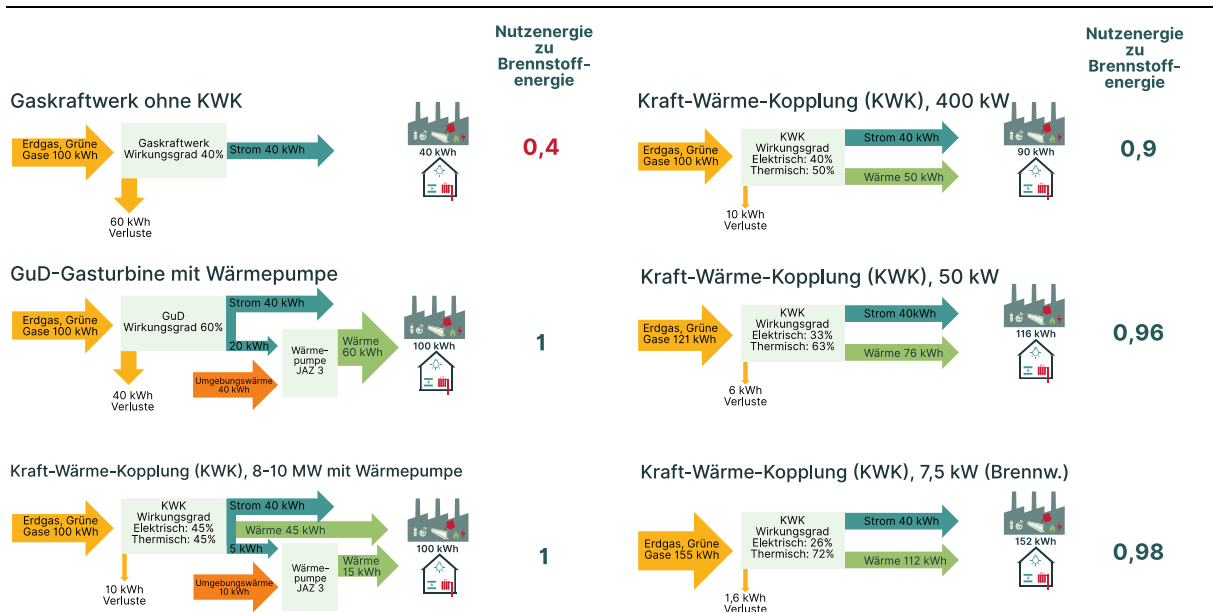 Nutzenergie
zu
Brennstoff-
energie
Gaskraftwerk ohne KWK
Erdgas, Grüne
Gase 100 kWh
Gaskraftwerk
Wirkungsgrad 40%
Strom 40 kWh
60 kWh
Verluste
40 kWh
0,4
GuD-Gasturbine mit Wärmepumpe
Erdgas, Grüne
Gase 100 kWh
GuD
Wirkungsgrad 60%
Strom 40 kWh
20 kWh
Umgebungswärme
40 kWh
Wärme-
pumpe
JAZ 3
Wärme
60 kWh
40 kWh
Verluste
100 kWh
1
Kraft-Wärme-Kopplung (KWK), 8-10 MW mit Wärmepumpe
Erdgas, Grüne
Gase 100 kWh
KWK
Wirkungsgrad
Elektrisch: 45%
Thermisch: 45%
Strom 40 kWh
Wärme 45 kWh
5 kWh
Umgebungswärme
10 kWh
Wärme-
pumpe
JAZ 3
Wärme
15 kWh
10 kWh
Verluste
100 kWh
1
Nutzenergie
zu
Brennstoff-
energie
Kraft-Wärme-Kopplung (KWK), 400 kW
Erdgas, Grüne
Gase 100 kWh
KWK
Wirkungsgrad
Elektrisch: 40%
Thermisch: 50%
Strom 40 kWh
Wärme 50 kWh
10 kWh
Verluste
90 kWh
0,9
Kraft-Wärme-Kopplung (KWK), 50 kW
Erdgas, Grüne
Gase 121 kWh
KWK
Wirkungsgrad
Elektrisch: 33%
Thermisch: 63%
Strom 40kWh
Wärme 76 kWh
6 kWh
Verluste
116 kWh
0,96
Kraft-Wärme-Kopplung (KWK), 7,5 kW (Brennw.)
Erdgas, Grüne
Gase 155 kWh
KWK
Wirkungsgrad
Elektrisch: 26%
Thermisch: 72%
Strom 40 kWh
Wärme 112 kWh
1,6 kWh
Verluste
152 kWh
0,98